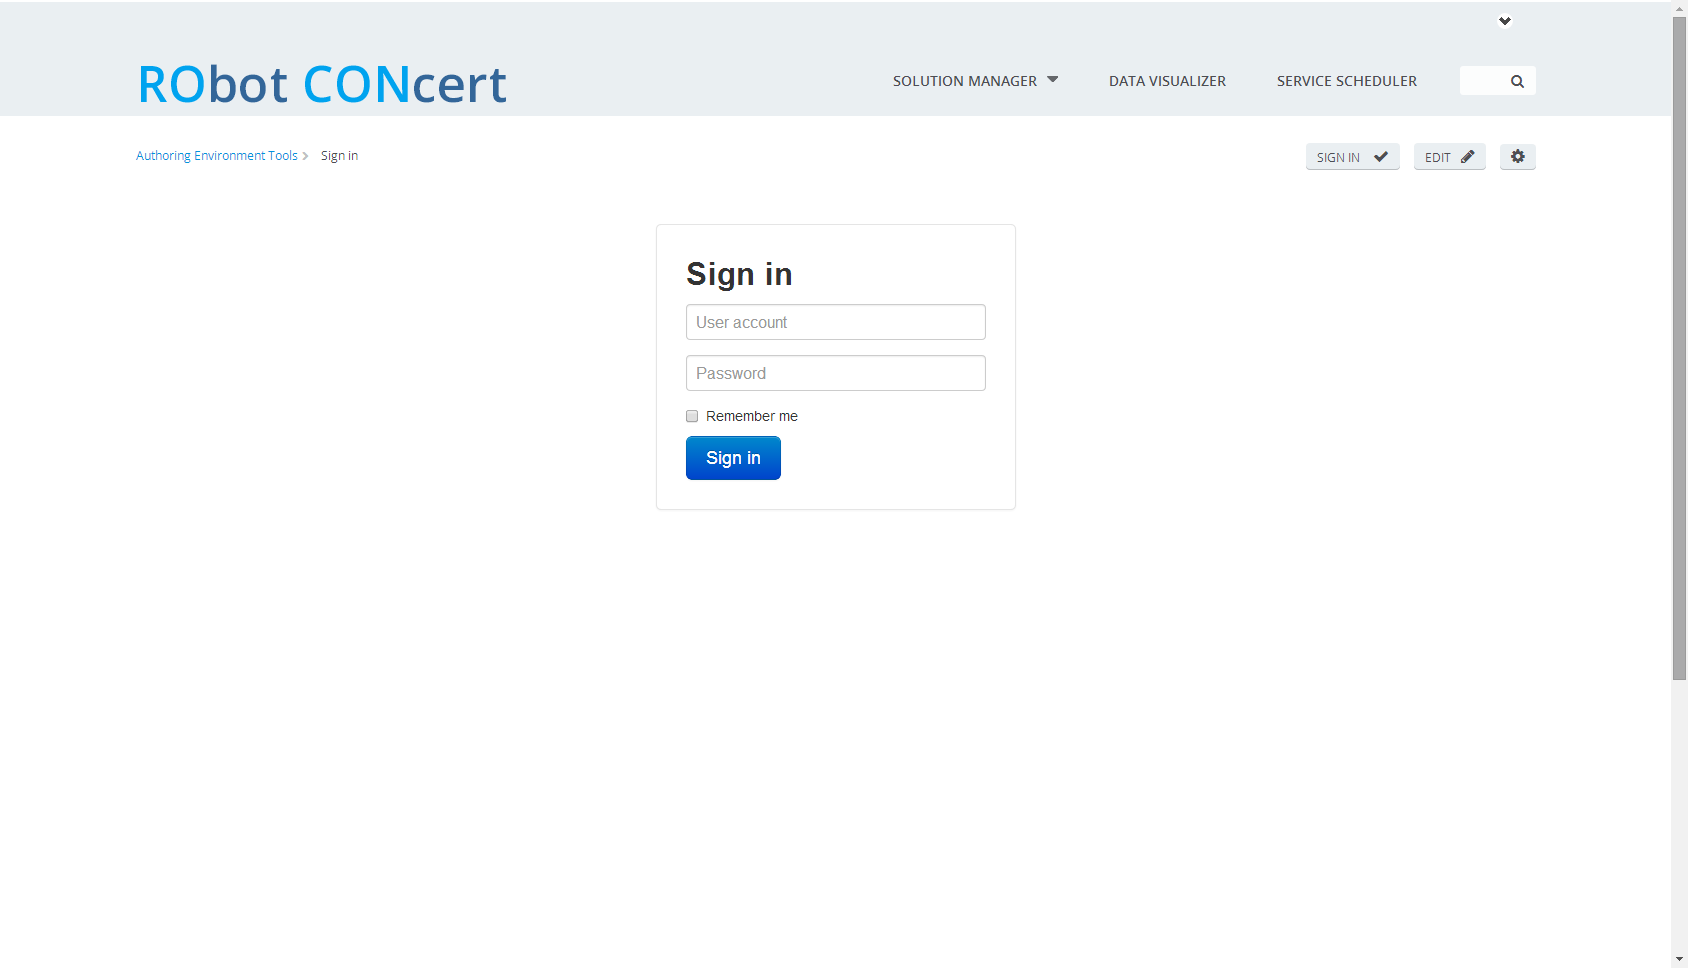 RObot CONcert
SOLUTION MANAGER
DATA VISUALIZER
SERVICE SCHEDULER
Authoring Environment Tools
Sign in
SIGN IN
EDIT
Sign in
User account
Password
Remember me
Sign in